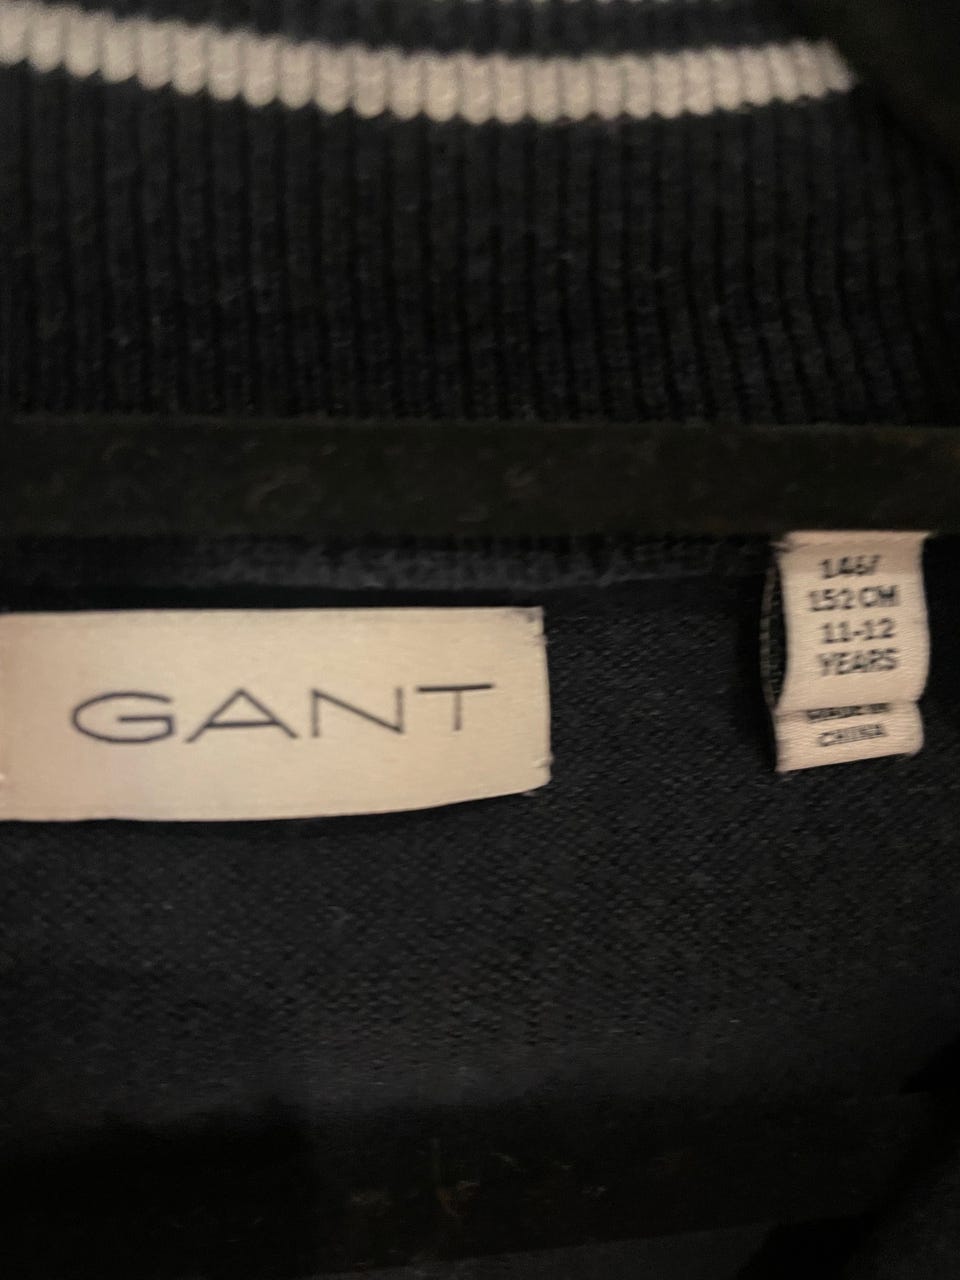 GANT
146/
152 CM
11-12
YEARS
MADE IN
CHINA